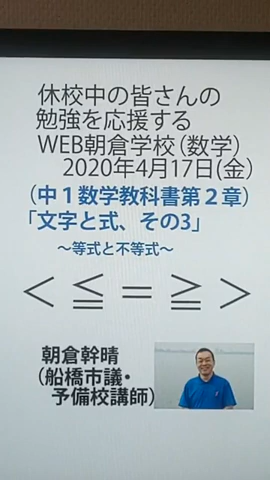 休校中の皆さんの
勉強を応援する
WEB朝倉学校(数学)
2020年4月17日(金)
(中1数学教科書第2章)
「文字と式、その3」
～等式と不等式～
＜≦＝≧＞
朝倉幹晴
(船橋市議・
予備校講師)